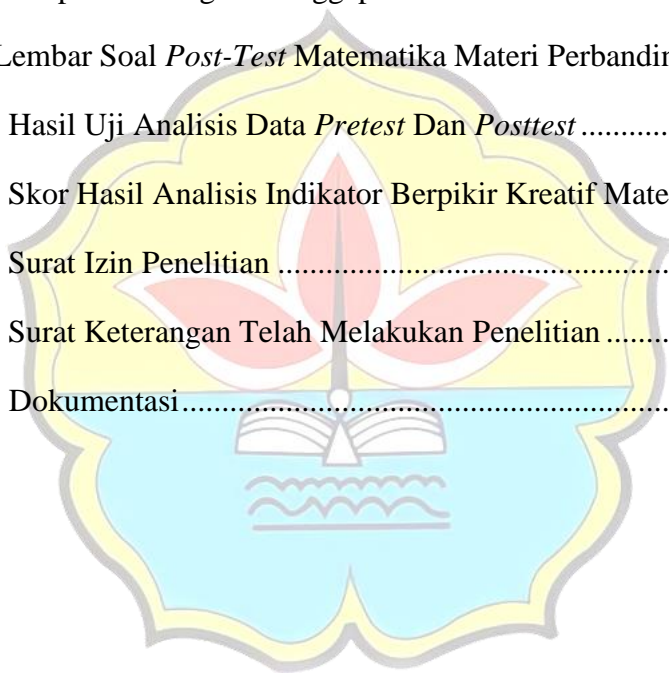 Lembar Soal Post-Test Matematika Materi Perbandin
Hasil Uji Analisis Data Pretest Dan Posttest ............
Skor Hasil Analisis Indikator Berpikir Kreatif Mate
Surat Izin Penelitian ..........................................
Surat Keterangan Telah Melakukan Penelitian .........
Dokumentasi......................................................